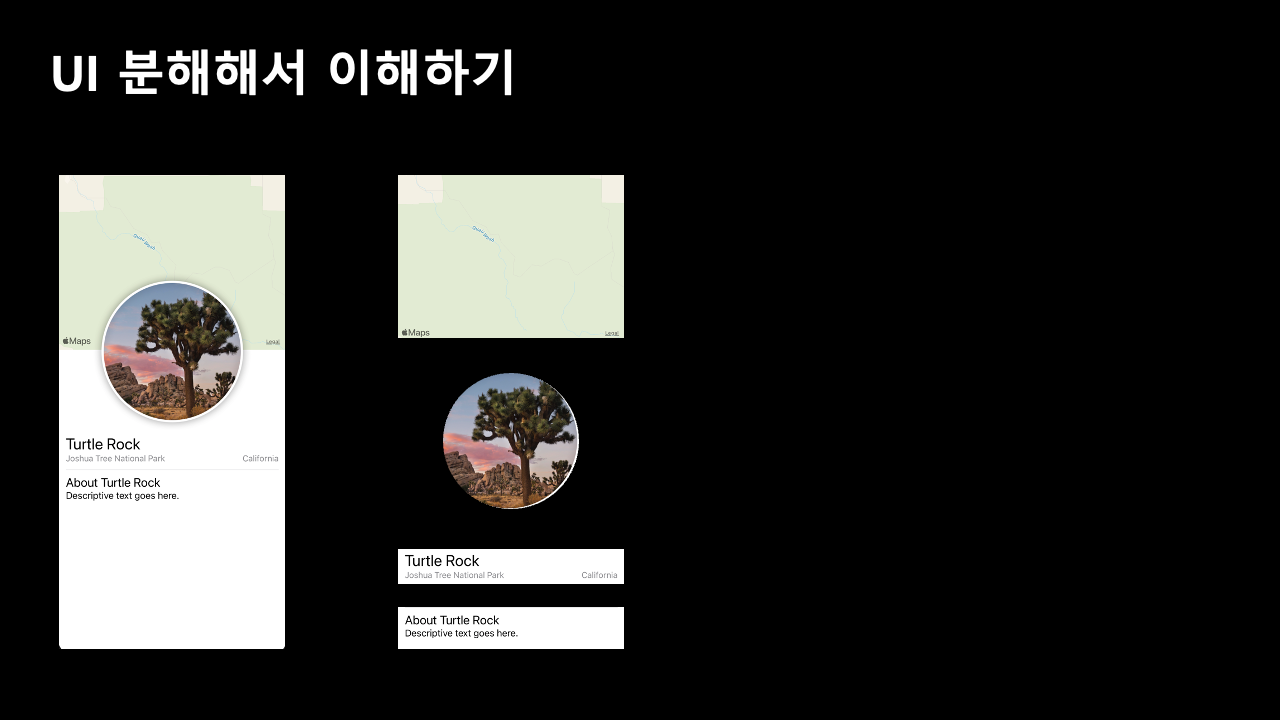 UI 분해해서 이해하기
Maps
Legal
Turtle Rock
Joshua Tree National Park
California
About Turtle Rock
Descriptive text goes here.
Maps
Legal
Turtle Rock
Joshua Tree National Park
California
About Turtle Rock
Descriptive text goes here.